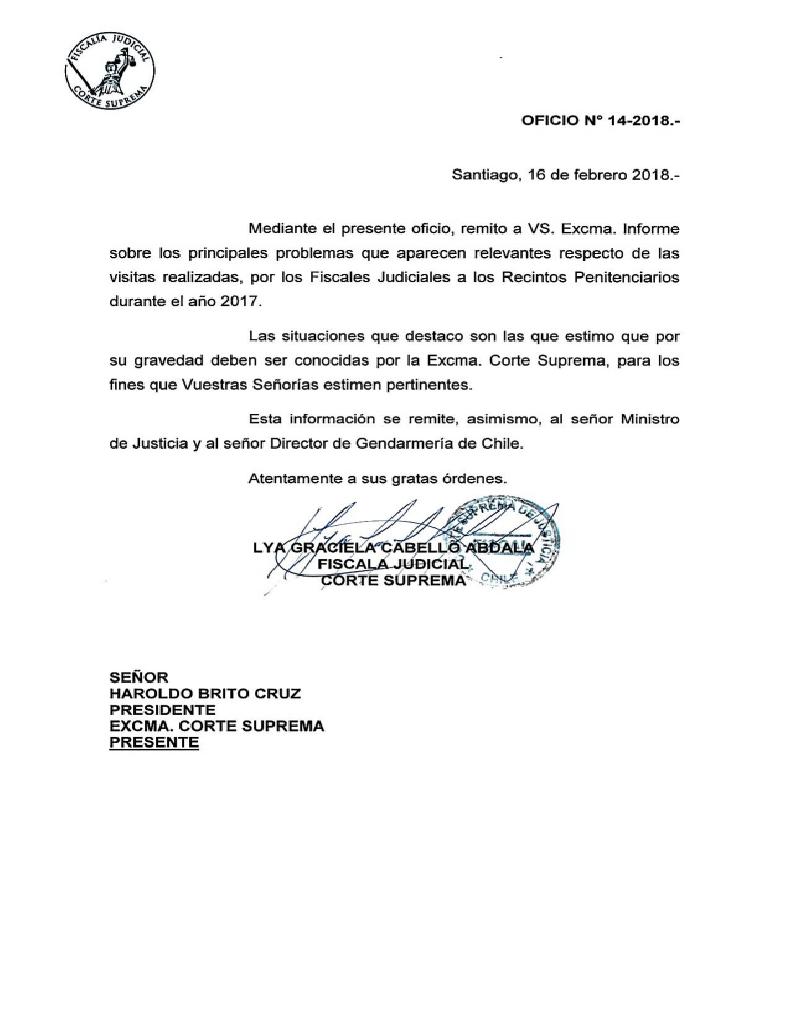 FISCALÍA JUDICIAL
CORTE SUPREMA
OFICIO N° 14-2018.-
Santiago, 16 de febrero 2018.-
Mediante el presente oficio, remito a VS. Excma. Informe
sobre los principales problemas que aparecen relevantes respecto de las
visitas realizadas, por los Fiscales Judiciales a los Recintos Penitenciarios
durante el año 2017.
Las situaciones que destaco son las que estimo que por
su gravedad deben ser conocidas por la Excma. Corte Suprema, para los
fines que Vuestras Señorías estimen pertinentes.
Esta información se remite, asimismo, al señor Ministro
de Justicia y al señor Director de Gendarmería de Chile.
Atentamente a sus gratas órdenes.
LYA GRACIELA CABELLO ABDALA
FISCALA JUDICIAL
CORTE SUPREMA
SUPREMA DE JUSTICIA
CHILE
SEÑOR
HAROLDO BRITO CRUZ
PRESIDENTE
EXCMA. CORTE SUPREMA
PRESENTE